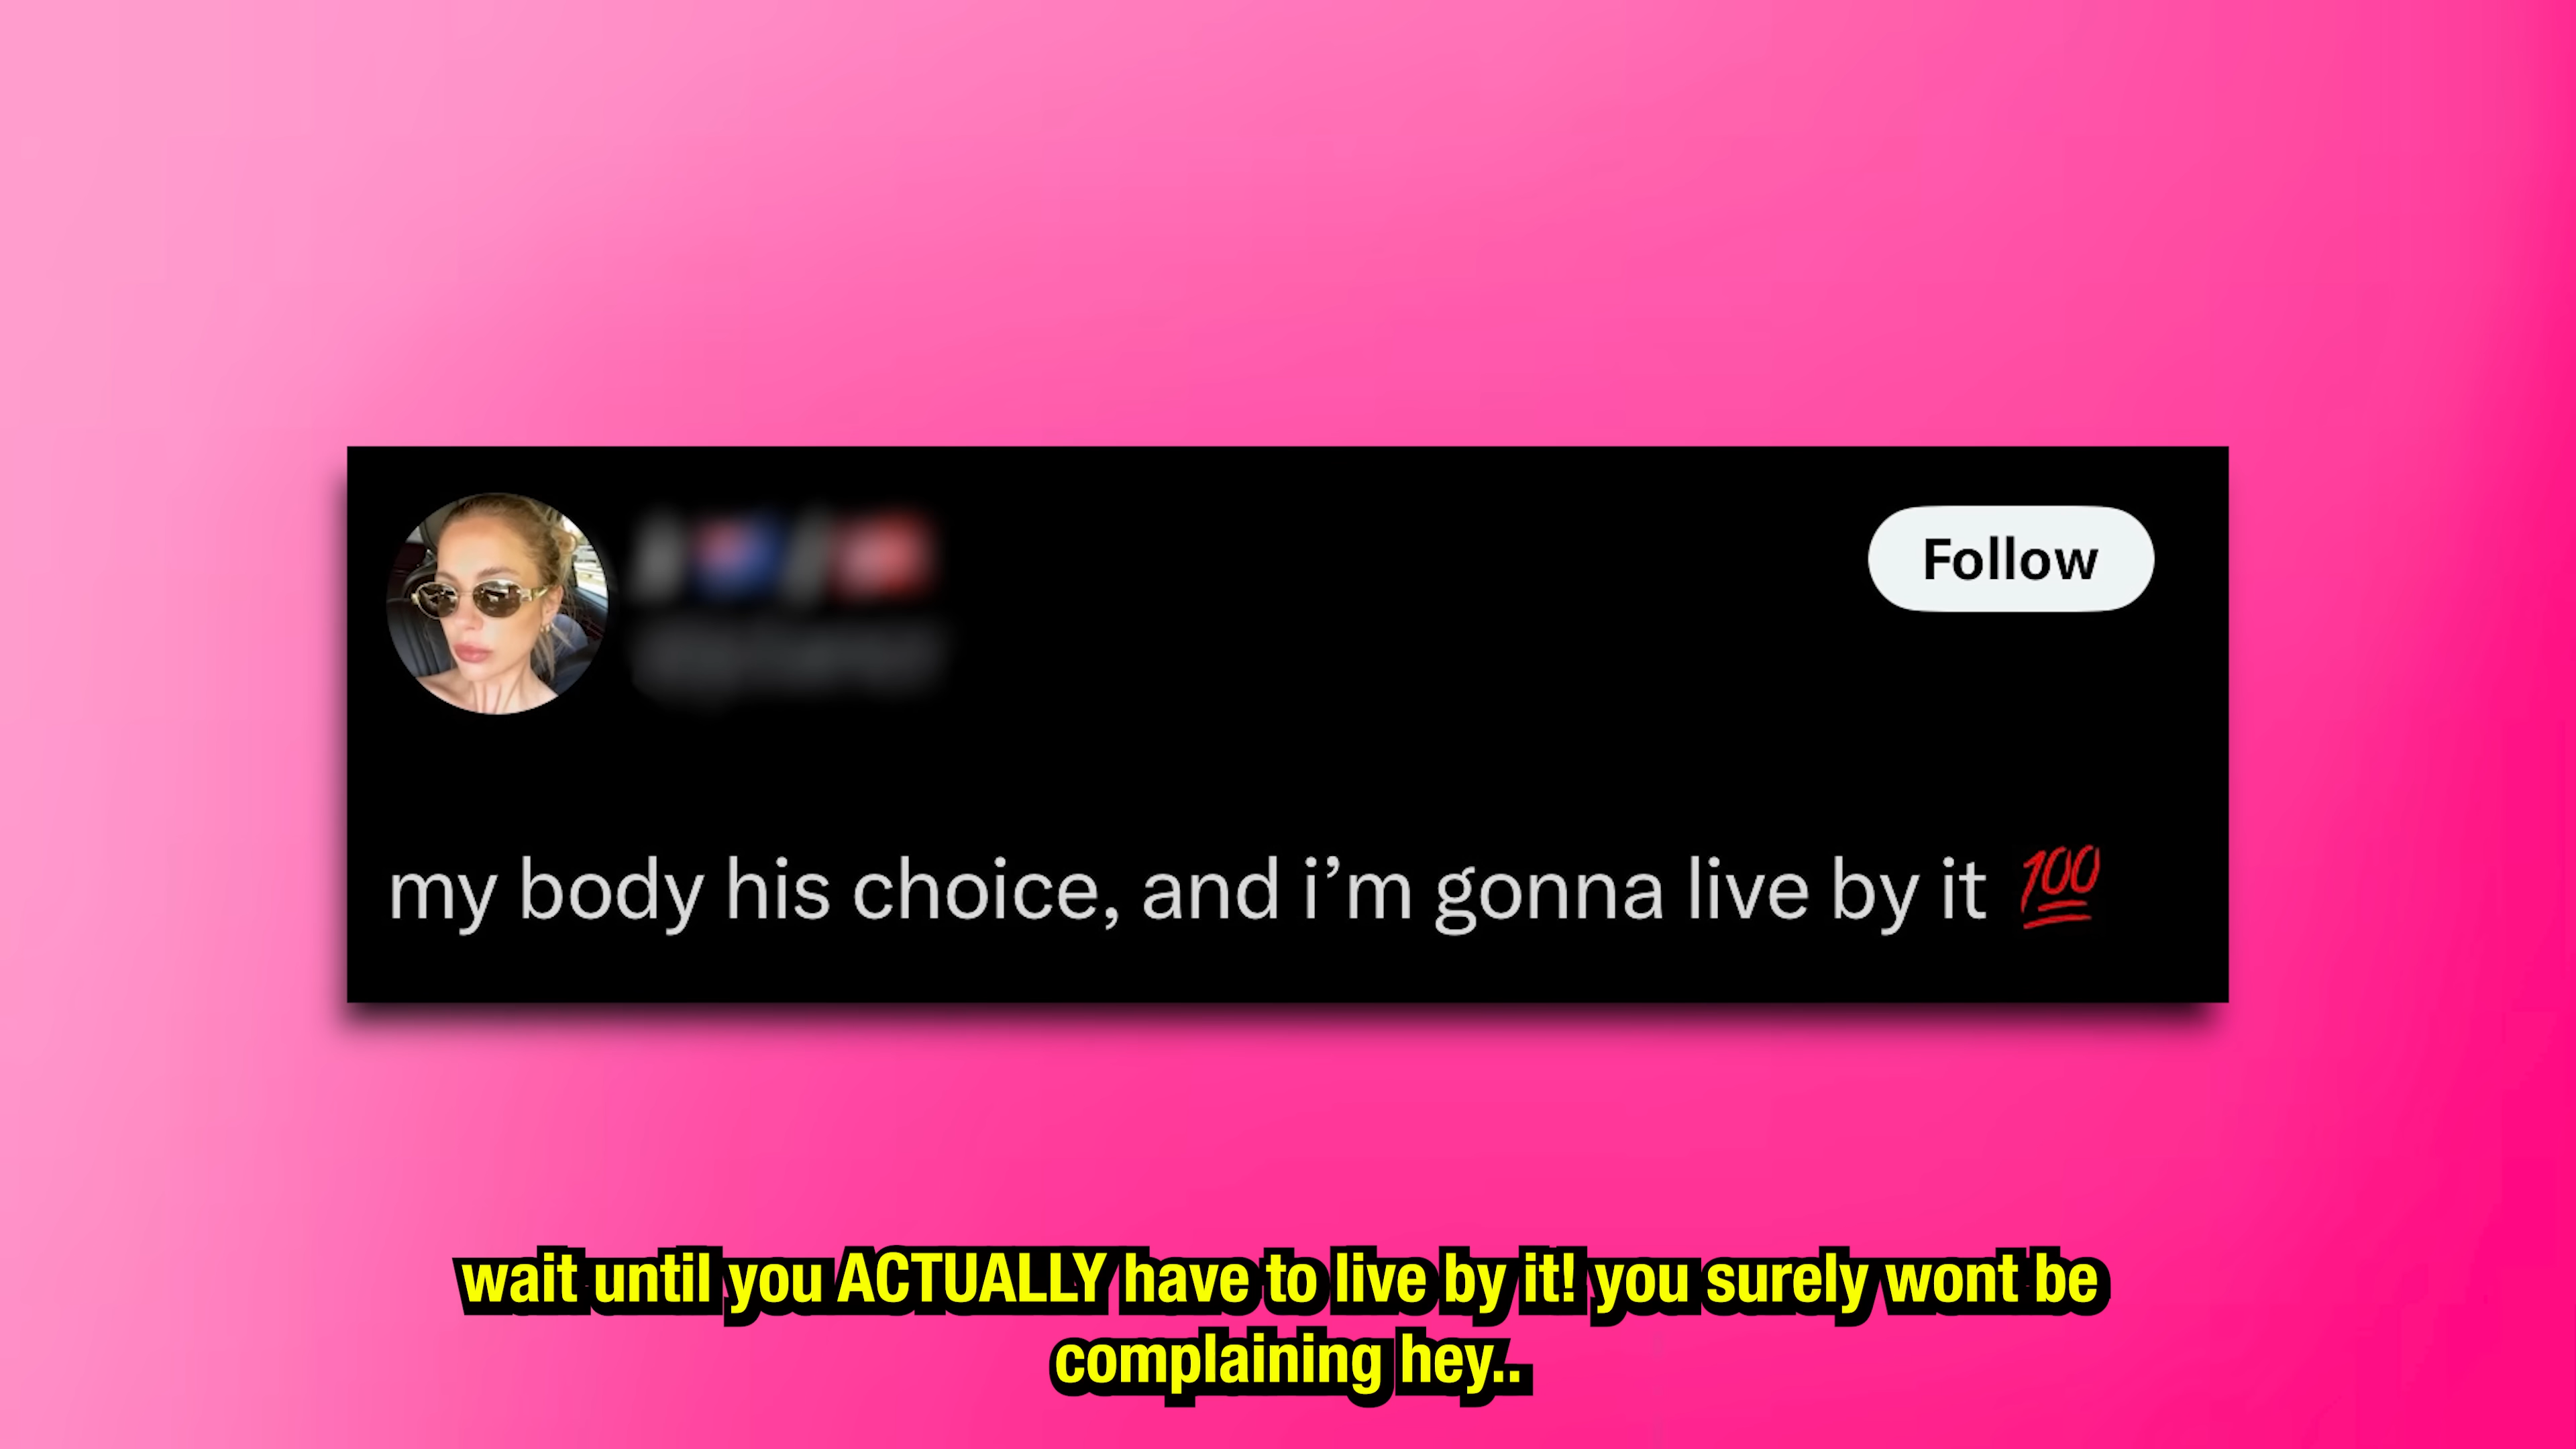 Follow
my body his choice, and i’m gonna live by it 💯
wait until you ACTUALLY have to live by it! you surely wont be
complaining hey..